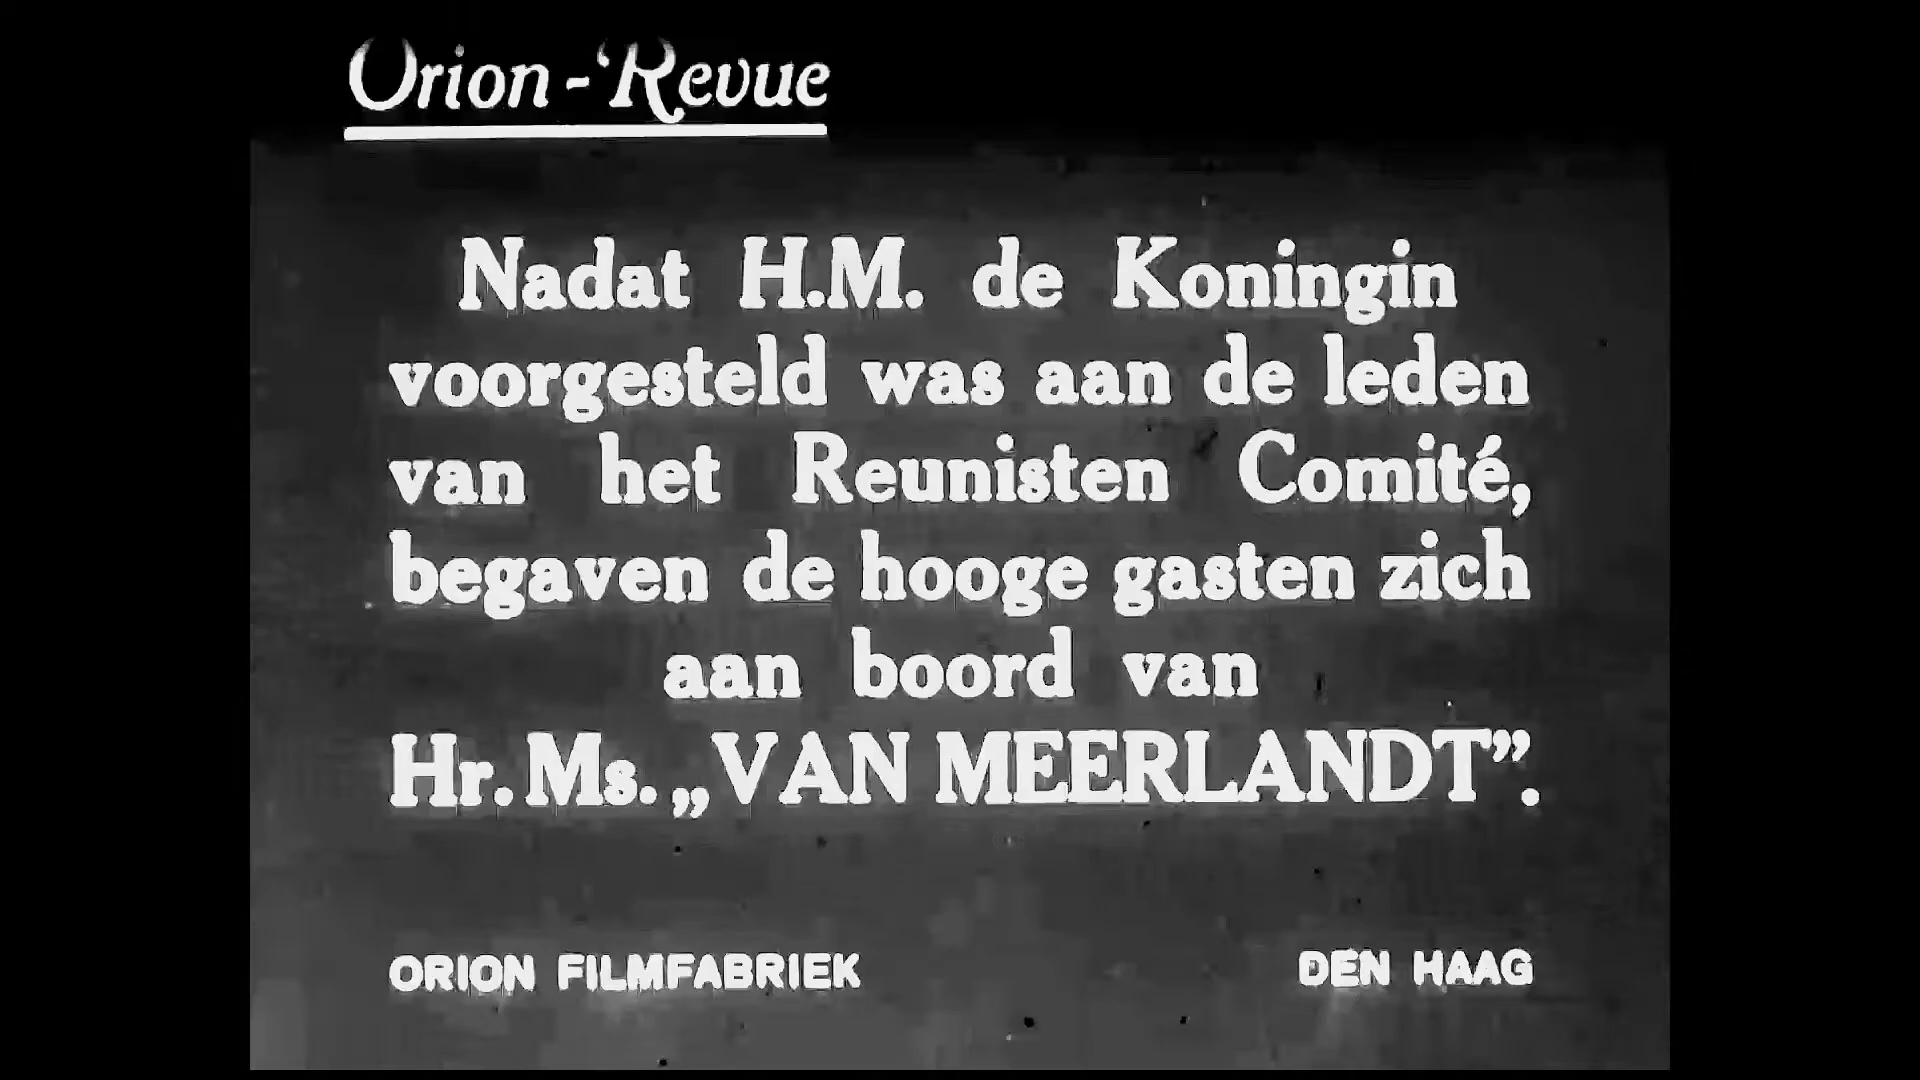 Orion-Revue
Nadat H.M. de Koningin
voorgesteld was aan de leden
van het Reunisten Comité,
begaven de hooge gasten zich
aan boord van
Hr. Ms. „VAN MEERLANDT”.
ORION FILMFABRIEK
DEN HAAG